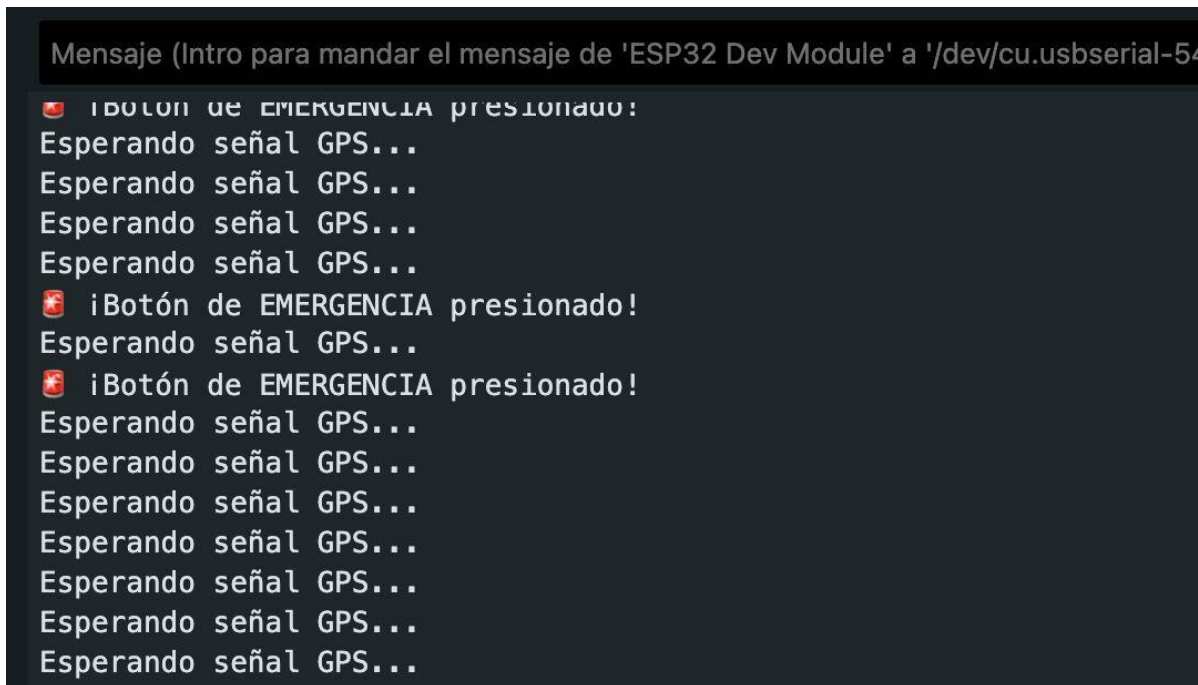 Mensaje (Intro para mandar el mensaje de 'ESP32 Dev Module' a '/dev/cu.usbserial-54
🚨 ¡Botón de EMERGENCIA presionado!
Esperando señal GPS...
Esperando señal GPS...
Esperando señal GPS...
Esperando señal GPS...
🚨 ¡Botón de EMERGENCIA presionado!
Esperando señal GPS...
🚨 ¡Botón de EMERGENCIA presionado!
Esperando señal GPS...
Esperando señal GPS...
Esperando señal GPS...
Esperando señal GPS...
Esperando señal GPS...
Esperando señal GPS...
Esperando señal GPS...